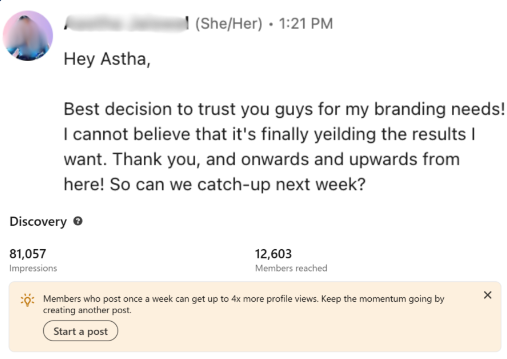 (She/Her) • 1:21 PM
Hey Astha,
Best decision to trust you guys for my branding needs!
I cannot believe that it's finally yeilding the results I
want. Thank you, and onwards and upwards from
here! So can we catch-up next week?
Discovery ?
81,057 12,603
Impressions Members reached
Members who post once a week can get up to 4x more profile views. Keep the momentum going by
creating another post.
Start a post